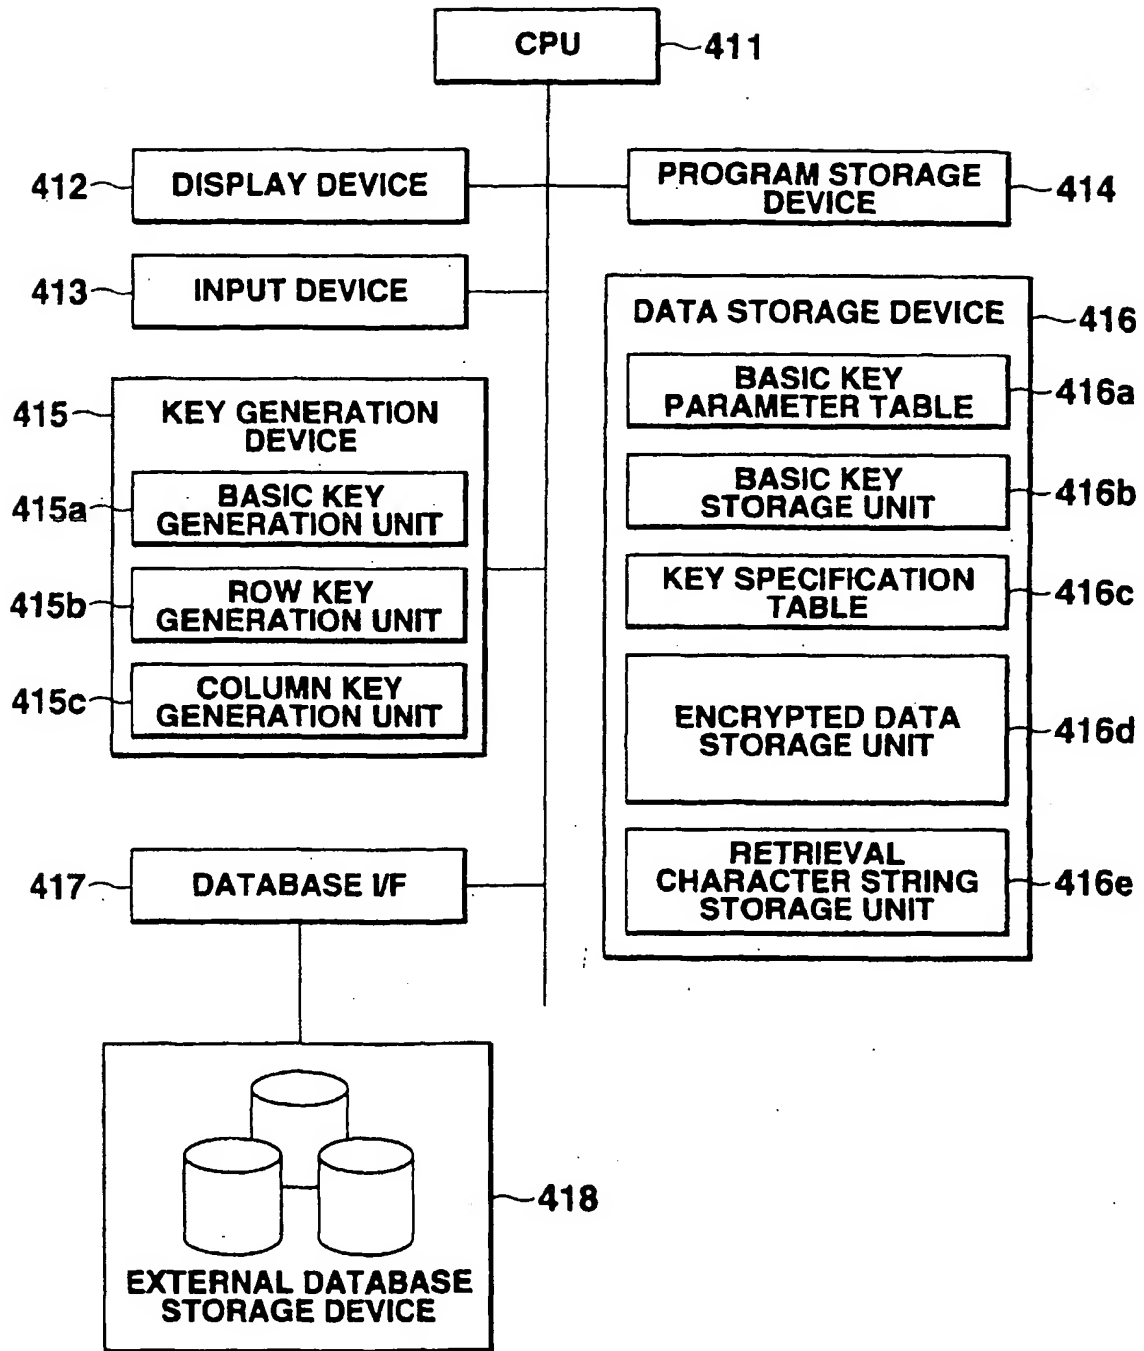 CPU
411
412
DISPLAY DEVICE
PROGRAM STORAGE
DEVICE
414
413
INPUT DEVICE
DATA STORAGE DEVICE
416
BASIC KEY
PARAMETER TABLE
416a
415
KEY GENERATION
DEVICE
BASIC KEY
STORAGE UNIT
416b
415a
BASIC KEY
GENERATION UNIT
KEY SPECIFICATION
TABLE
416c
415b
ROW KEY
GENERATION UNIT
415c
COLUMN KEY
GENERATION UNIT
ENCRYPTED DATA
STORAGE UNIT
416d
417
DATABASE I/F
RETRIEVAL
CHARACTER STRING
STORAGE UNIT
416e
418
EXTERNAL DATABASE
STORAGE DEVICE